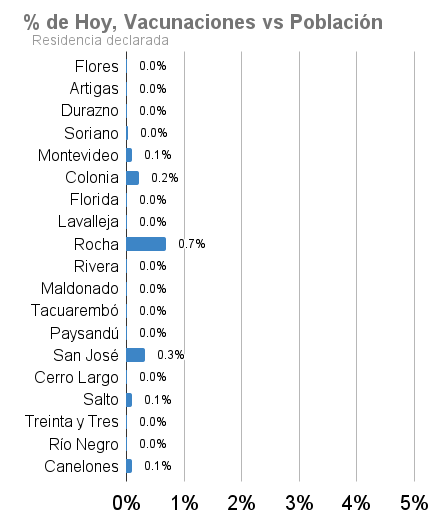 % de Hoy, Vacunaciones vs Población
Residencia declarada
Flores 0.0%
Artigas 0.0%
Durazno 0.0%
Soriano 0.0%
Montevideo 0.1%
Colonia 0.2%
Florida 0.0%
Lavalleja 0.0%
Rocha 0.7%
Rivera 0.0%
Maldonado 0.0%
Tacuarembó 0.0%
Paysandú 0.0%
San José 0.3%
Cerro Largo 0.0%
Salto 0.1%
Treinta y Tres 0.0%
Río Negro 0.0%
Canelones 0.1%
0% 1% 2% 3% 4% 5%